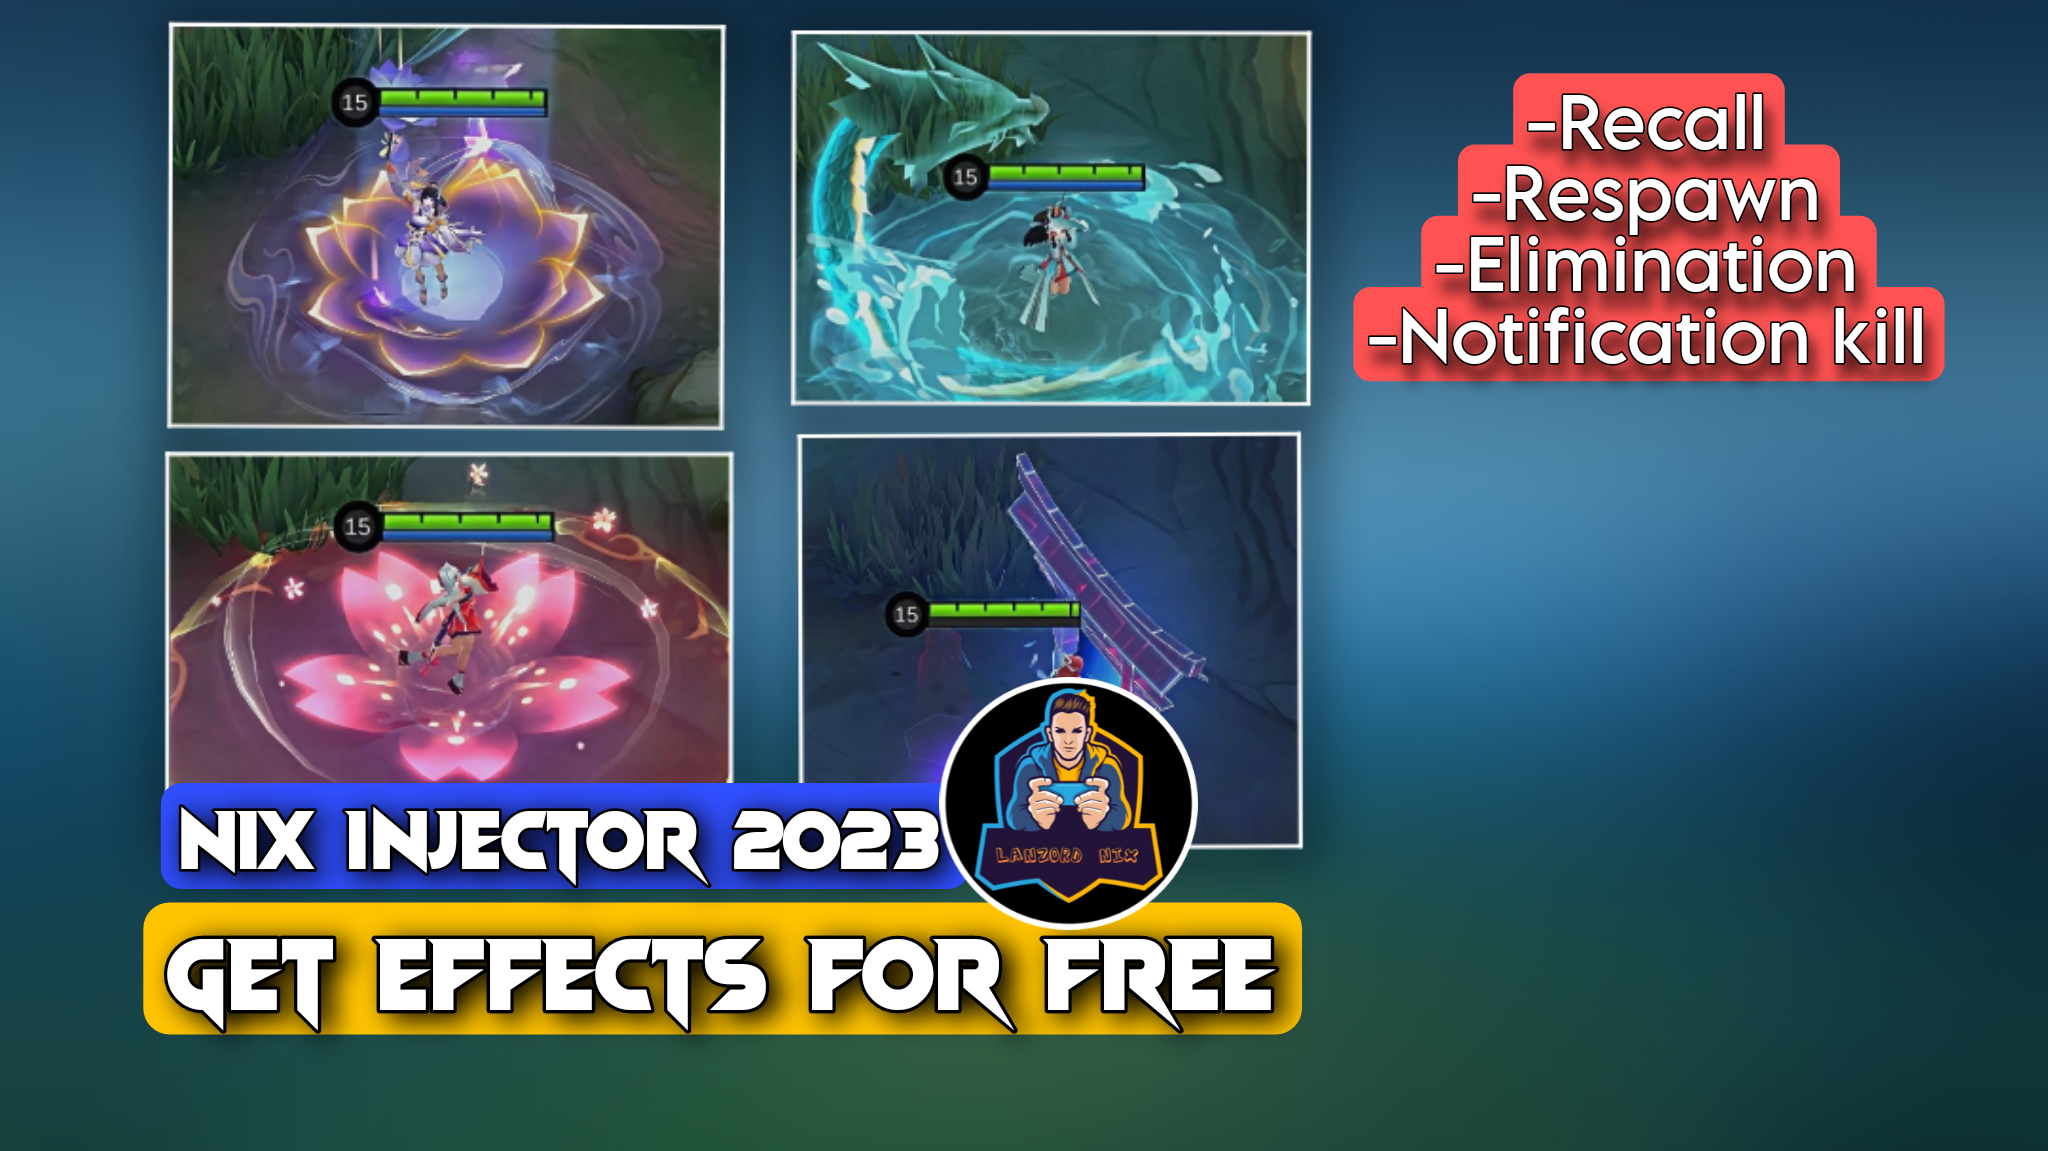 15
15
-Recall
-Respawn
-Elimination
-Notification kill
15
15
NIX INJECTOR 2023
LANZORD NIX
GET EFFECTS FOR FREE